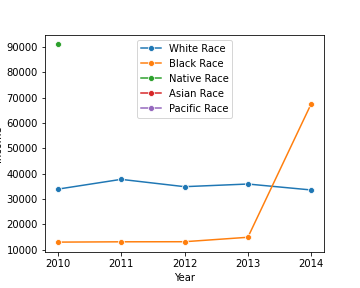 90000
80000
70000
60000
50000
40000
30000
20000
10000
White Race
Black Race
Native Race
Asian Race
Pacific Race
2010 2011 2012 2013 2014
Year